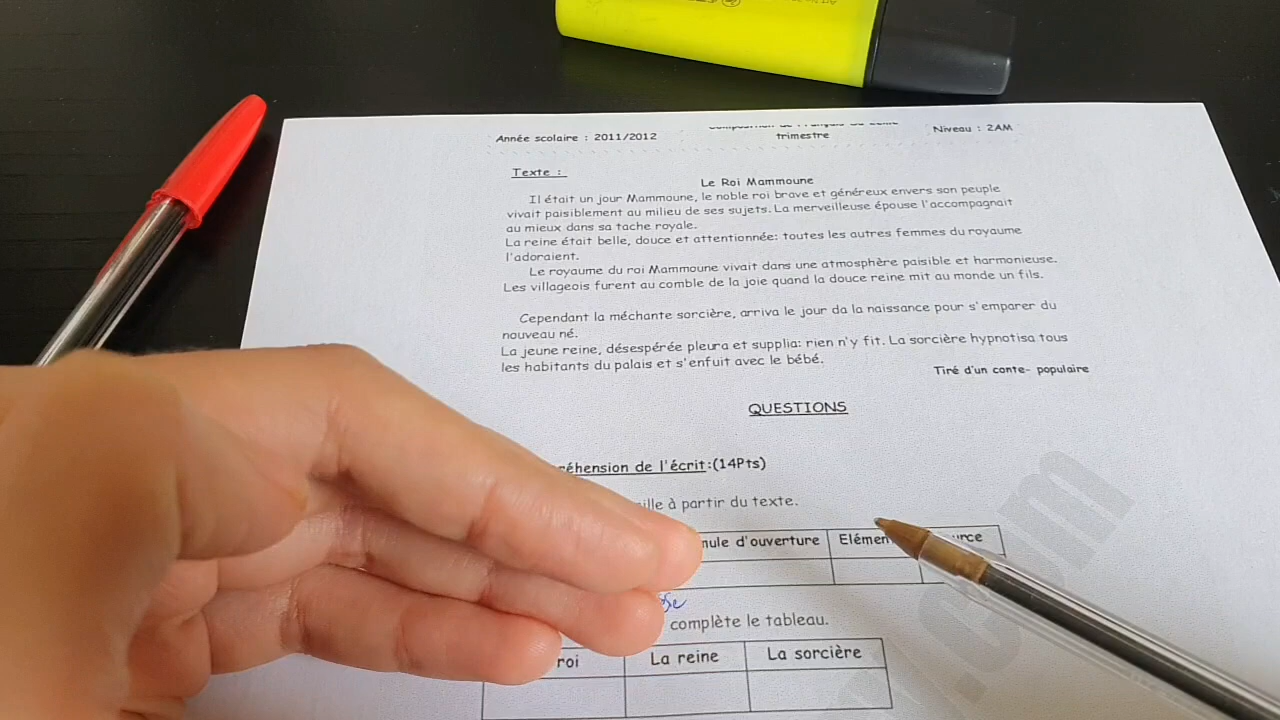 Année scolaire : 2011/2012 trimestre Niveau : 2AM
Texte :
Le Roi Mammoune
Il était un jour Mammoune, le noble roi brave et généreux envers son peuple
vivait paisiblement au milieu de ses sujets. La merveilleuse épouse l'accompagnait
au mieux dans sa tache royale.
La reine était belle, douce et attentionnée: toutes les autres femmes du royaume
l'adoraient.
Le royaume du roi Mammoune vivait dans une atmosphère paisible et harmonieuse.
Les villageois furent au comble de la joie quand la douce reine mit au monde un fils.
Cependant la méchante sorcière, arriva le jour da la naissance pour s'emparer du
nouveau né.
La jeune reine, désespérée pleura et supplia: rien n'y fit. La sorcière hypnotisa tous
les habitants du palais et s'enfuit avec le bébé.
Tiré d'un conte- populaire
QUESTIONS
de l'écrit:(14Pts)
à partir du texte.
d'ouverture
complète le tableau.
roi La reine La sorcière